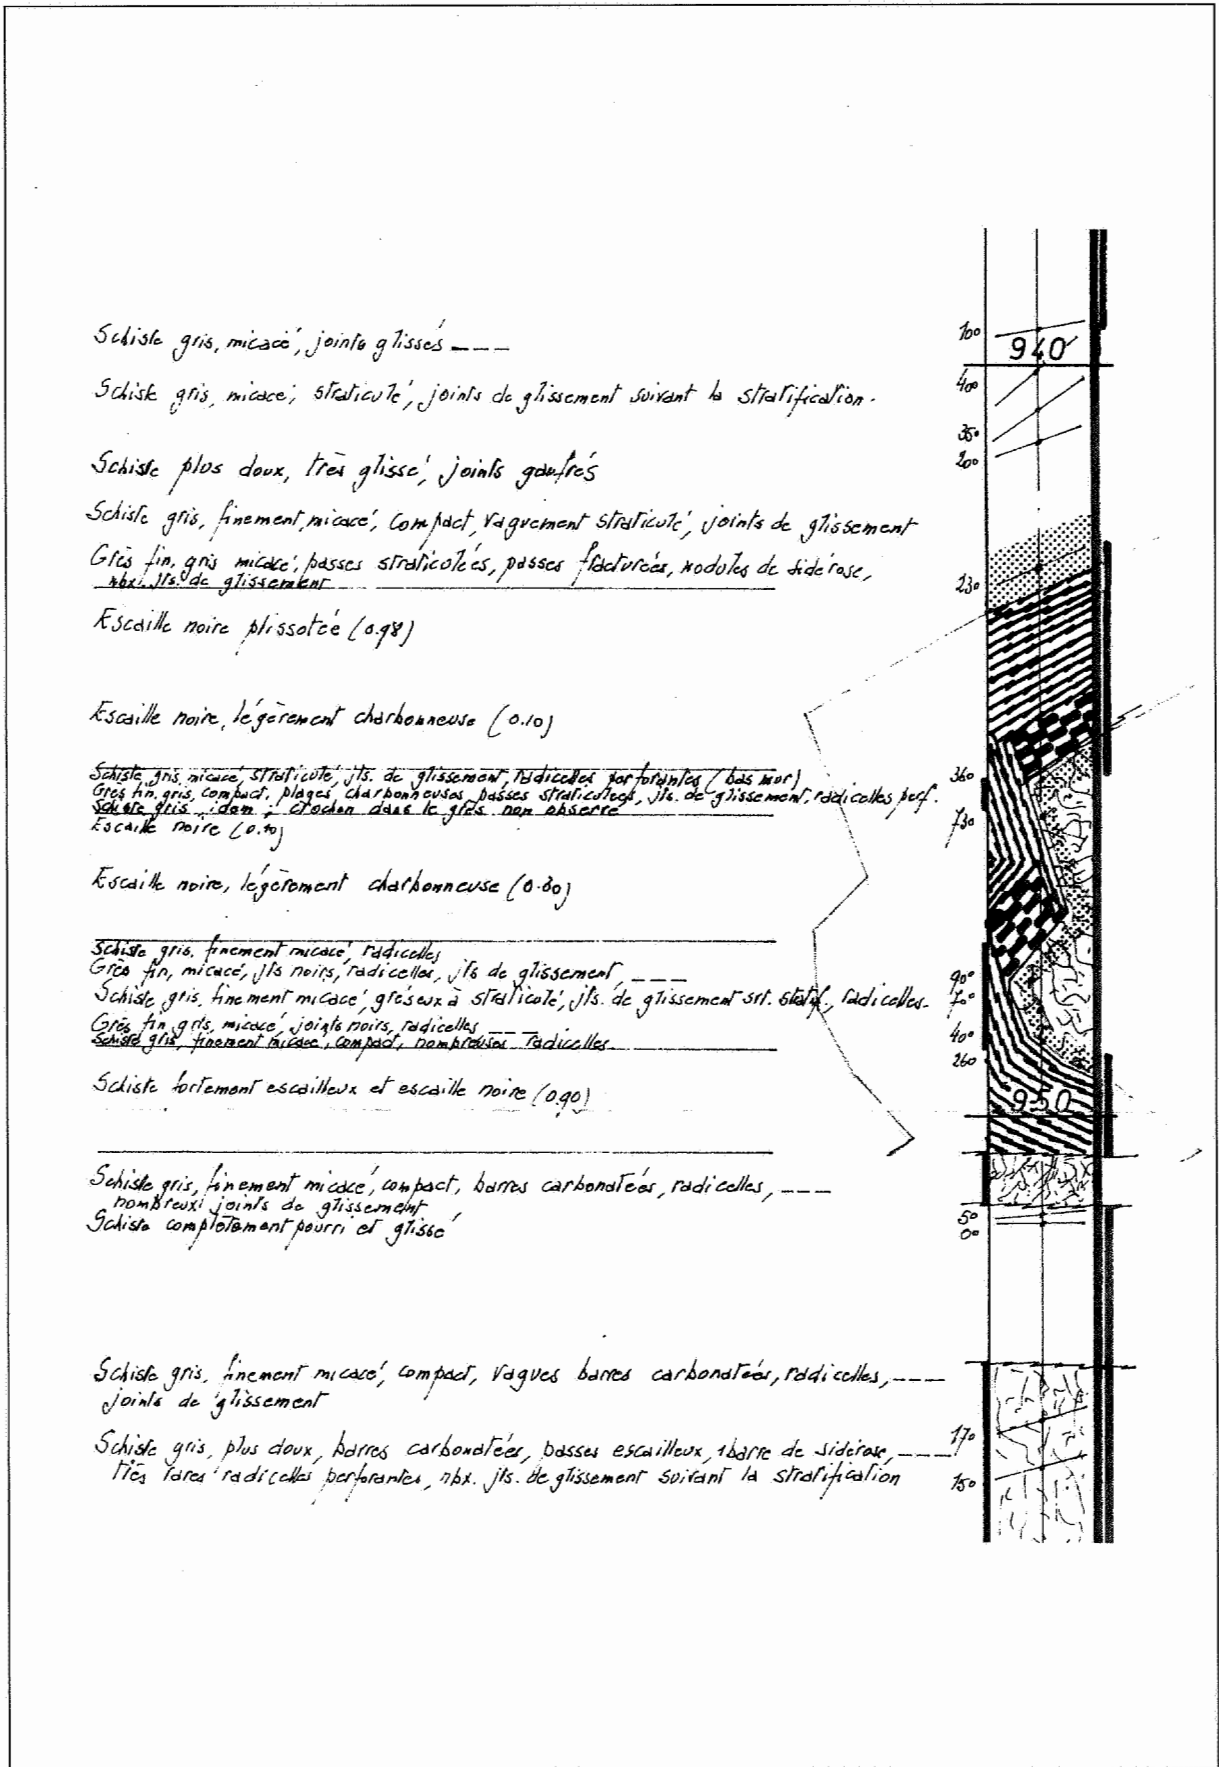 Schiste gris, micacé, joints glissés ----
10°
940
Schiste gris, micacé, straticulé, joints de glissement suivant la stratification.
40°
35°
Schiste plus doux, très glissé, joints gaufrés
20°
Schiste gris, finement micacé, compact, vaguement straticulé, joints de glissement
Grès fin, gris micacé, passes straticolées, passes fracturées, nodules de sidérose,
nbx. jts. de glissement
23°
Escaille noire plissotée (0.98)
Escaille noire, légèrement charbonneuse (0.10)
Schiste gris, micacé, straticulé, jts. de glissement, radicelles perforantes (bas mur)
36°
Grès fin, gris, compact, plages charbonneuses, passes straticolées, jts. de glissement, radicelles perf.
Schiste gris, idem; crochon dans le grès non observé
73°
Escaille noire (0.70)
Escaille noire, légèrement charbonneuse (0.80)
Schiste gris, finement micacé, radicelles
Grès fin, micacé, jts noirs, radicelles, jts de glissement, ----
90°
Schiste gris, finement micacé, gréseux à straticulé, jts. de glissement srt. stratif., radicelles.
70°
Grès fin, gris, micacé, joints noirs, radicelles ----
Schiste gris, finement micacé, compact, nombreuses radicelles
40°
26°
Schiste fortement escailleux et escaille noire (0.90)
950
Schiste gris, finement micacé, compact, barres carbonatées, radicelles, ---
nombreux joints de glissement
Schiste complètement pourri et glissé
5°
0°
Schiste gris, finement micacé, compact, vagues barres carbonatées, radicelles, ----
joints de glissement
Schiste gris, plus doux, barres carbonatées, passes escailleux, 1 barre de sidérose, ----
17°
très rares radicelles perforantes, nbx. jts. de glissement suivant la stratification
15°